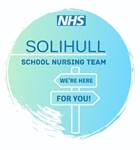 NHS
SOLIHULL
SCHOOL NURSING TEAM
WE'RE HERE
FOR YOU!